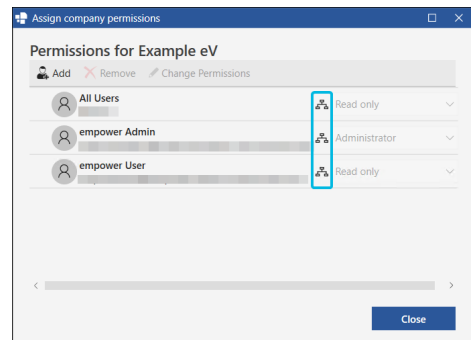 Assign company permissions
Permissions for Example eV
Add Remove Change Permissions
All Users
Read only
empower Admin
Administrator
empower User
Read only
Close